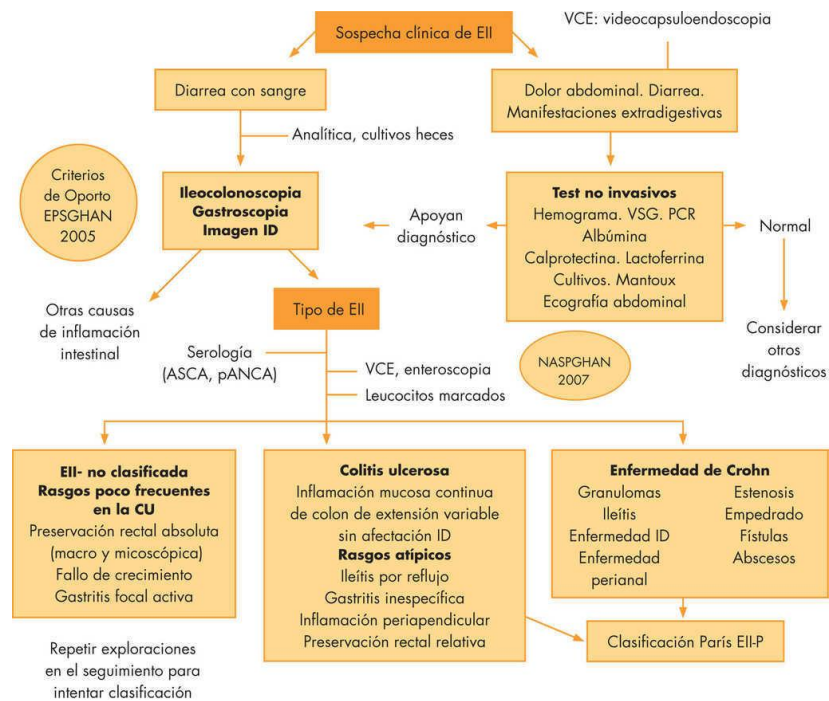 Sospecha clínica de EII
VCE: videocapsuloendoscopia
Diarrea con sangre
Dolor abdominal. Diarrea.
Manifestaciones extradigestivas
Analítica, cultivos heces
Criterios
de Oporto
EPSGHAN
2005
Ileocolonoscopia
Gastroscopia
Imagen ID
Apoyan
diagnóstico
Test no invasivos
Hemograma. VSG. PCR
Albúmina
Calprotectina. Lactoferrina
Cultivos. Mantoux
Ecografía abdominal
Normal
Otras causas
de inflamación
intestinal
Tipo de EII
Considerar
otros
diagnósticos
Serología
(ASCA, pANCA)
VCE, enteroscopia
Leucocitos marcados
NASPGHAN
2007
EII- no clasificada
Rasgos poco frecuentes
en la CU
Preservación rectal absoluta
(macro y micoscópica)
Fallo de crecimiento
Gastritis focal activa
Repetir exploraciones
en el seguimiento para
intentar clasificación
Colitis ulcerosa
Inflamación mucosa continua
de colon de extensión variable
sin afectación ID
Rasgos atípicos
Ileítis por reflujo
Gastritis inespecífica
Inflamación periapendicular
Preservación rectal relativa
Enfermedad de Crohn
Granulomas
Ileítis
Enfermedad ID
Enfermedad
perianal
Estenosis
Empedrado
Fístulas
Abscesos
Clasificación París EII-P